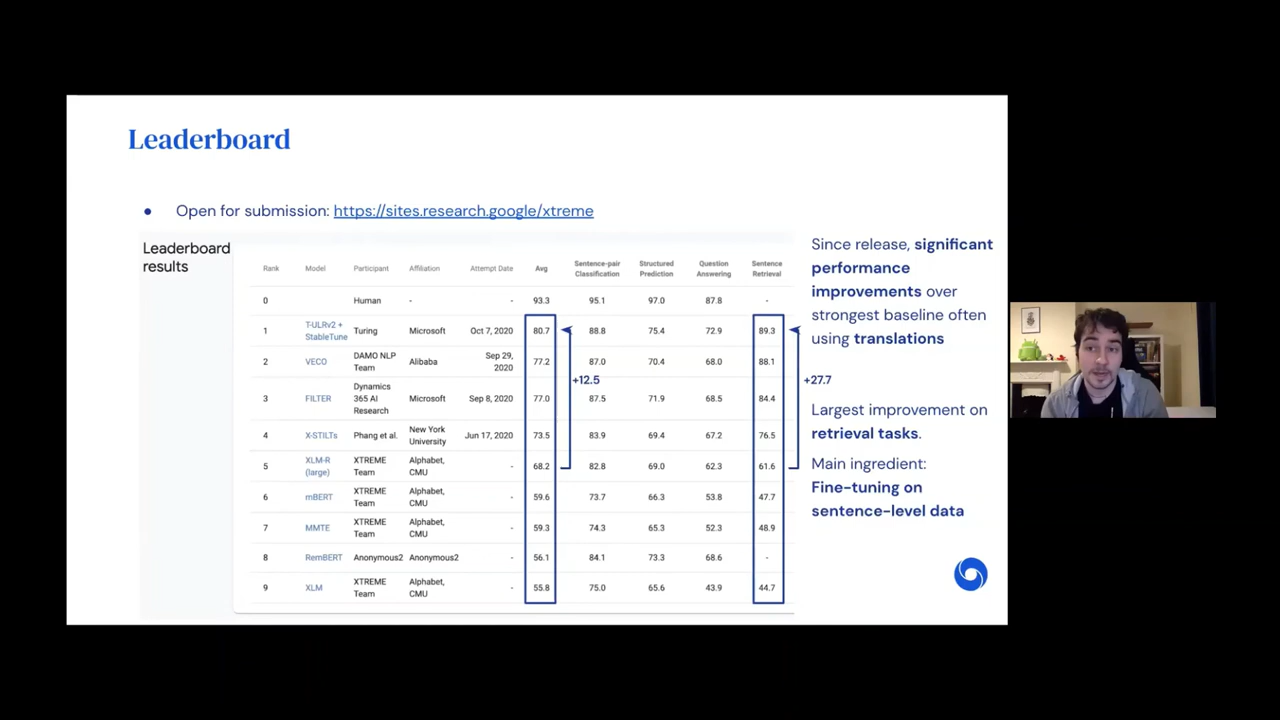 Leaderboard
● Open for submission: https://sites.research.google/xtreme
Leaderboard
results
Rank Model Participant Affiliation Attempt Date Avg Sentence-pair Classification Structured Prediction Question Answering Sentence Retrieval
0 Human - - 93.3 95.1 97.0 87.8 -
1 T-ULRv2 + StableTune Turing Microsoft Oct 7, 2020 80.7 88.8 75.4 72.9 89.3
2 VECO DAMO NLP Team Alibaba Sep 29, 2020 77.2 87.0 70.4 68.0 88.1
3 FILTER Dynamics 365 AI Research Microsoft Sep 8, 2020 77.0 87.5 71.9 68.5 84.4
4 X-STILTs Phang et al. New York University Jun 17, 2020 73.5 83.9 69.4 67.2 76.5
5 XLM-R (large) XTREME Team Alphabet, CMU - 68.2 82.8 69.0 62.3 61.6
6 mBERT XTREME Team Alphabet, CMU - 59.6 73.7 66.3 53.8 47.7
7 MMTE XTREME Team Alphabet, CMU - 59.3 74.3 65.3 52.3 48.9
8 RemBERT Anonymous2 Anonymous2 - 56.1 84.1 73.3 68.6 -
9 XLM XTREME Team Alphabet, CMU - 55.8 75.0 65.6 43.9 44.7
+12.5
+27.7
Since release, significant
performance
improvements over
strongest baseline often
using translations
Largest improvement on
retrieval tasks.
Main ingredient:
Fine-tuning on
sentence-level data